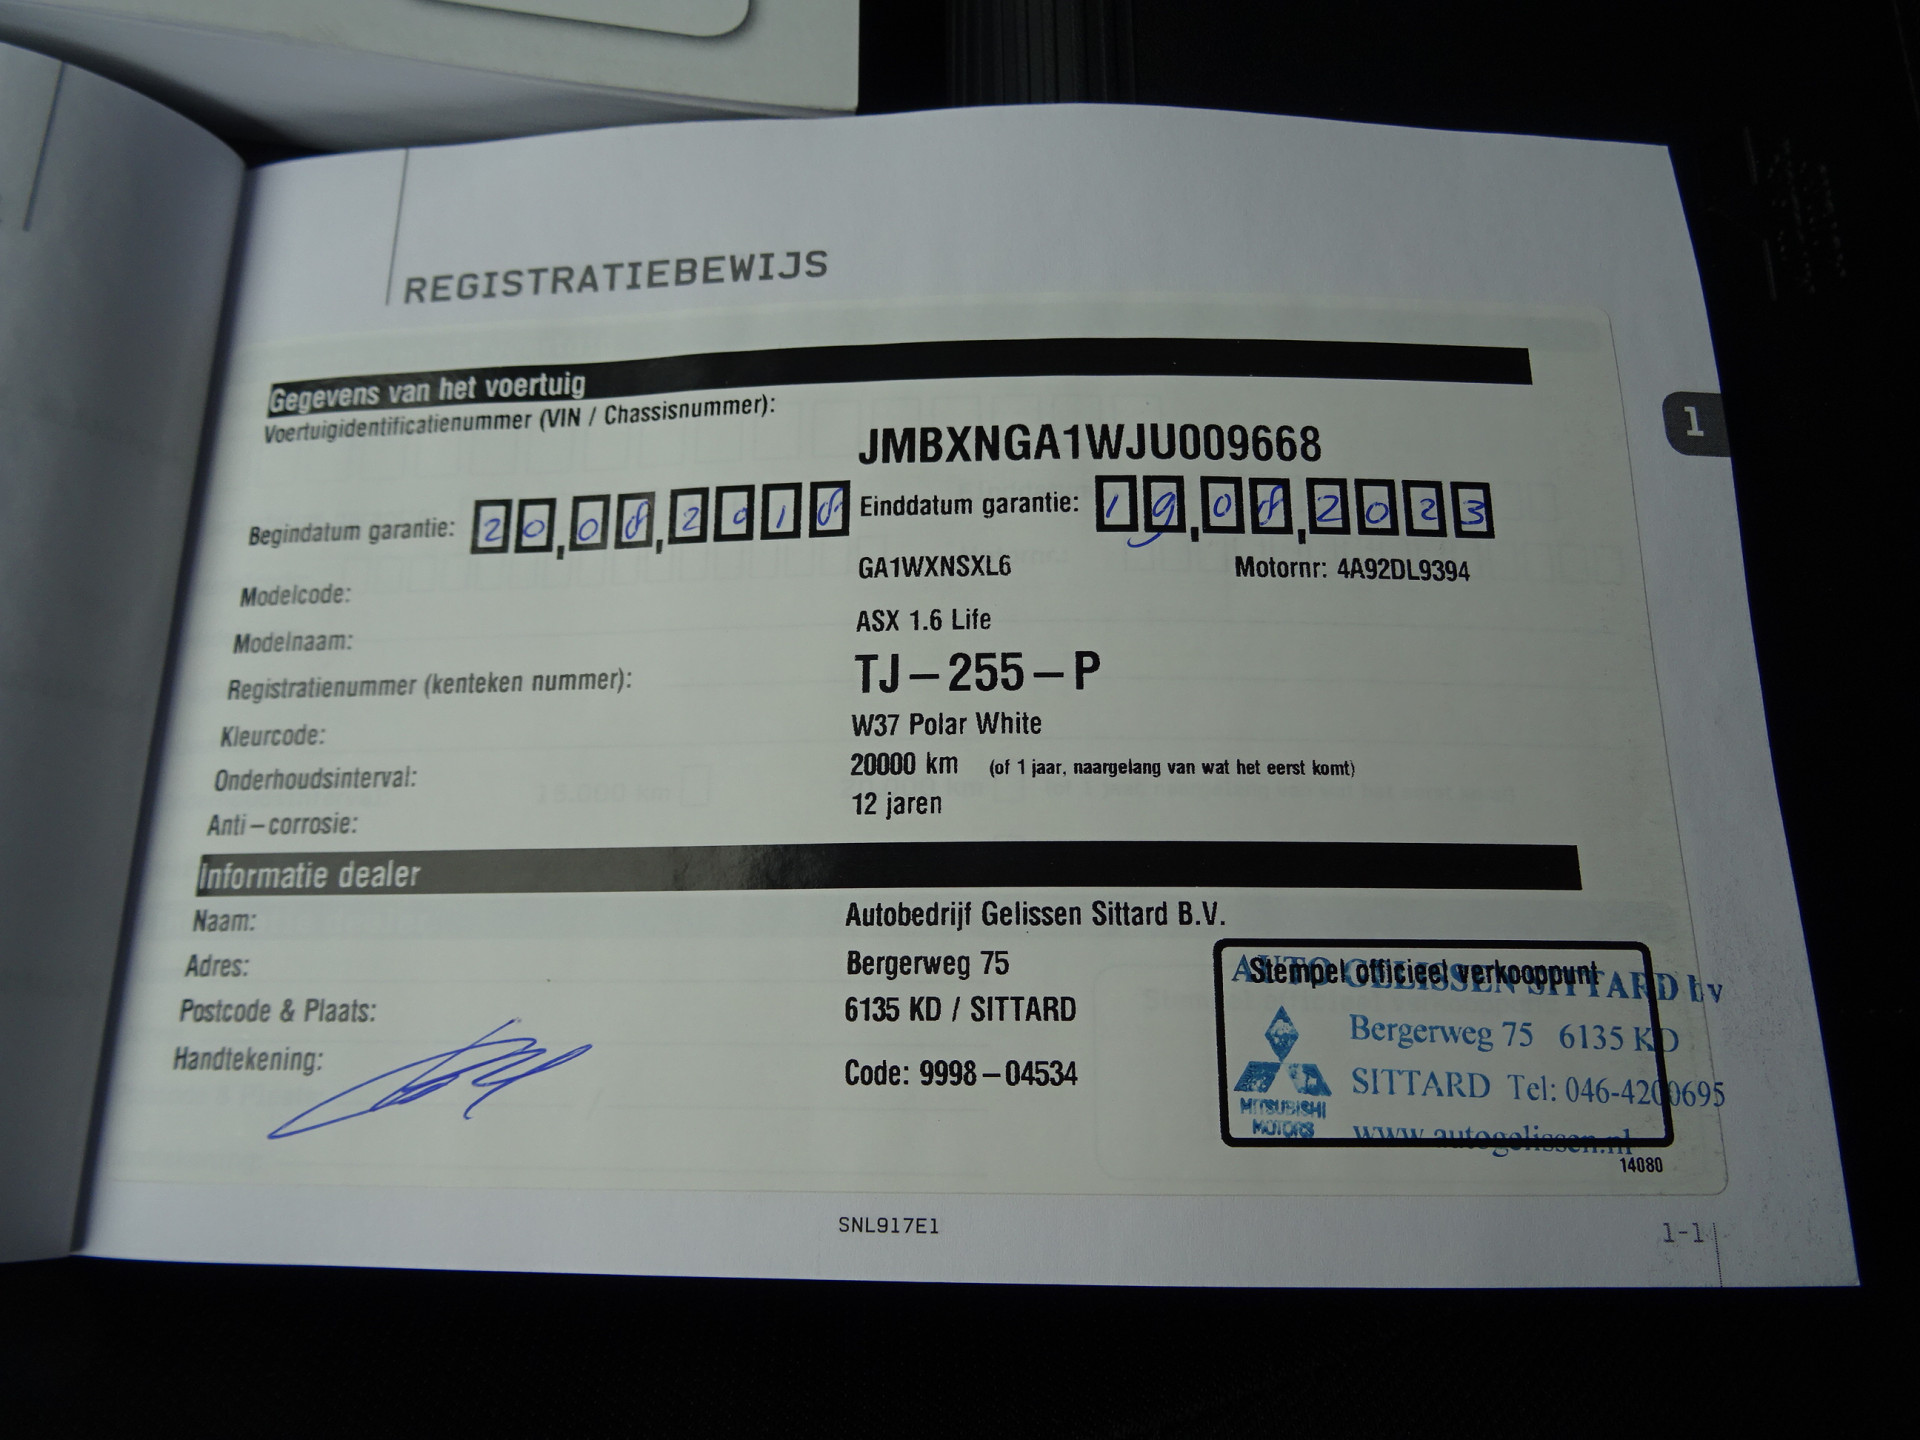 REGISTRATIEBEWIJS
Gegevens van het voertuig
Voertuigidentificatienummer (VIN / Chassisnummer):
JMBXNGA1WJU009668
Begindatum garantie: 20,08,2018 Einddatum garantie: 19,08,2023
Modelcode: GA1WXNSXL6 Motornr: 4A92DL9394
Modelnaam: ASX 1.6 Life
Registratienummer (kenteken nummer): TJ-255-P
Kleurcode: W37 Polar White
Onderhoudsinterval: 20000 km (of 1 jaar, naargelang van wat het eerst komt)
Anti-corrosie: 12 jaren
1
Informatie dealer
Naam: Autobedrijf Gelissen Sittard B.V.
Adres: Bergerweg 75
Postcode & Plaats: 6135 KD / SITTARD
Handtekening:
Code: 9998-04534
Stempel officieel verkooppunt
AUTO GELISSEN SITTARD bv
Bergerweg 75 6135 KD
SITTARD Tel: 046-4200695
www.autogelissen.nl
MITSUBISHI
MOTORS
14080
SNL917E1
1-1